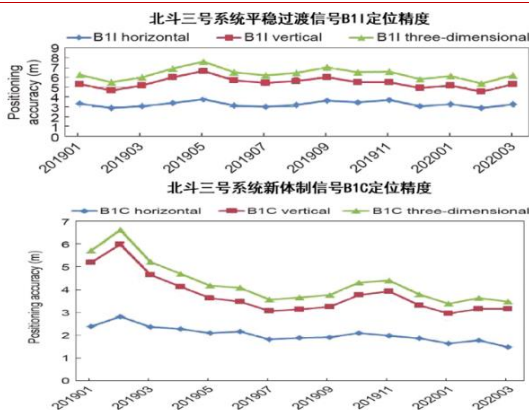 北斗三号系统平稳过渡信号B1I定位精度
B1I horizontal B1I vertical B1I three-dimensional
Positioning
accuracy (m)
9
8
7
6
5
4
3
2
1
0
201901 201903 201905 201907 201909 201911 202001 202003
北斗三号系统新体制信号B1C定位精度
B1C horizontal B1C vertical B1C three-dimensional
Positioning accuracy (m)
7
6
5
4
3
2
1
0
201901 201903 201905 201907 201909 201911 202001 202003